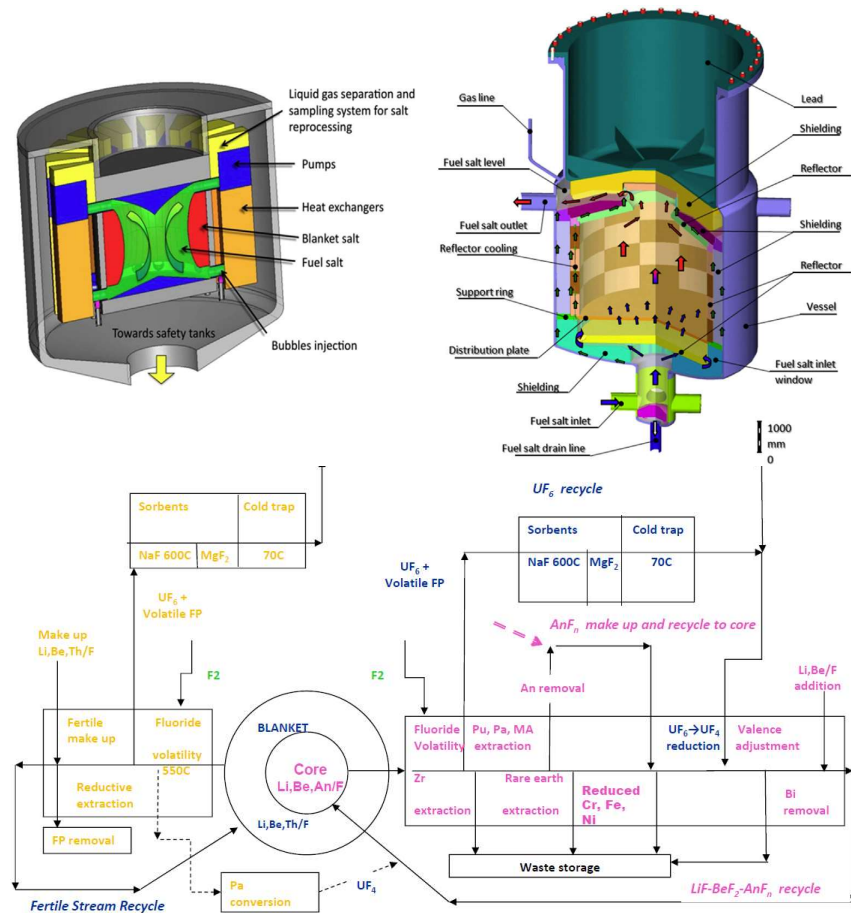 Liquid gas separation and
sampling system for salt
reprocessing
Pumps
Heat exchangers
Blanket salt
Fuel salt
Bubbles injection
Towards safety tanks
Gas line
Fuel salt level
Fuel salt outlet
Reflector cooling
Support ring
Distribution plate
Shielding
Fuel salt inlet
Fuel salt drain line
Lead
Shielding
Reflector
Shielding
Reflector
Vessel
Fuel salt inlet
window
1000
mm
0
Sorbents
Cold trap
NaF 600C
MgF₂
70C
UF₆ +
Volatile FP
Make up
Li,Be,Th/F
F2
Fertile
make up
Fluoride
volatility
550C
Reductive
extraction
FP removal
Fertile Stream Recycle
Pa
conversion
UF₄
BLANKET
Core
Li,Be,An/F
Li,Be,Th/F
UF₆ recycle
Sorbents
Cold trap
NaF 600C
MgF₂
70C
UF₆ +
Volatile FP
AnFₙ make up and recycle to core
F2
An removal
Li,Be/F
addition
Fluoride
Volatility
Pu, Pa, MA
extraction
UF₆→UF₄
reduction
Valence
adjustment
Zr
extraction
Rare earth
extraction
Reduced
Cr, Fe,
Ni
Bi
removal
Waste storage
LiF-BeF₂-AnFₙ recycle